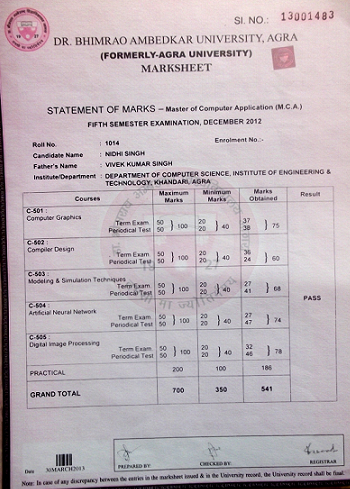 Sl. NO.: 13001483
DR. BHIMRAO AMBEDKAR UNIVERSITY, AGRA
(FORMERLY-AGRA UNIVERSITY)
MARKSHEET
STATEMENT OF MARKS – Master of Computer Application (M.C.A.)
FIFTH SEMESTER EXAMINATION, DECEMBER 2012
Roll No. : 1014 Enrolment No.:-
Candidate Name : NIDHI SINGH
Father's Name : VIVEK KUMAR SINGH
Institute/Department : DEPARTMENT OF COMPUTER SCIENCE, INSTITUTE OF ENGINEERING &
TECHNOLOGY, KHANDARI, AGRA
Courses Maximum Marks Minimum Marks Marks Obtained Result
C-501 :
Computer Graphics
Term Exam 50 20 37
Periodical Test 50 } 100 20 } 40 38 } 75
C-502 :
Compiler Design
Term Exam 50 20 36
Periodical Test 50 } 100 20 } 40 24 } 60
C-503 :
Modeling & Simulation Techniques
Term Exam 50 20 27
Periodical Test 50 } 100 20 } 40 41 } 68
PASS
C-504 :
Artificial Neural Network
Term Exam 50 20 27
Periodical Test 50 } 100 20 } 40 47 } 74
C-505 :
Digital Image Processing
Term Exam 50 20 32
Periodical Test 50 } 100 20 } 40 46 } 78
PRACTICAL 200 100 186
GRAND TOTAL 700 350 541
Date 30MARCH2013 PREPARED BY: CHECKED BY: REGISTRAR
Note: In case of any discrepancy between the entries in the marksheet issued & in the University record, the University record shall be final.